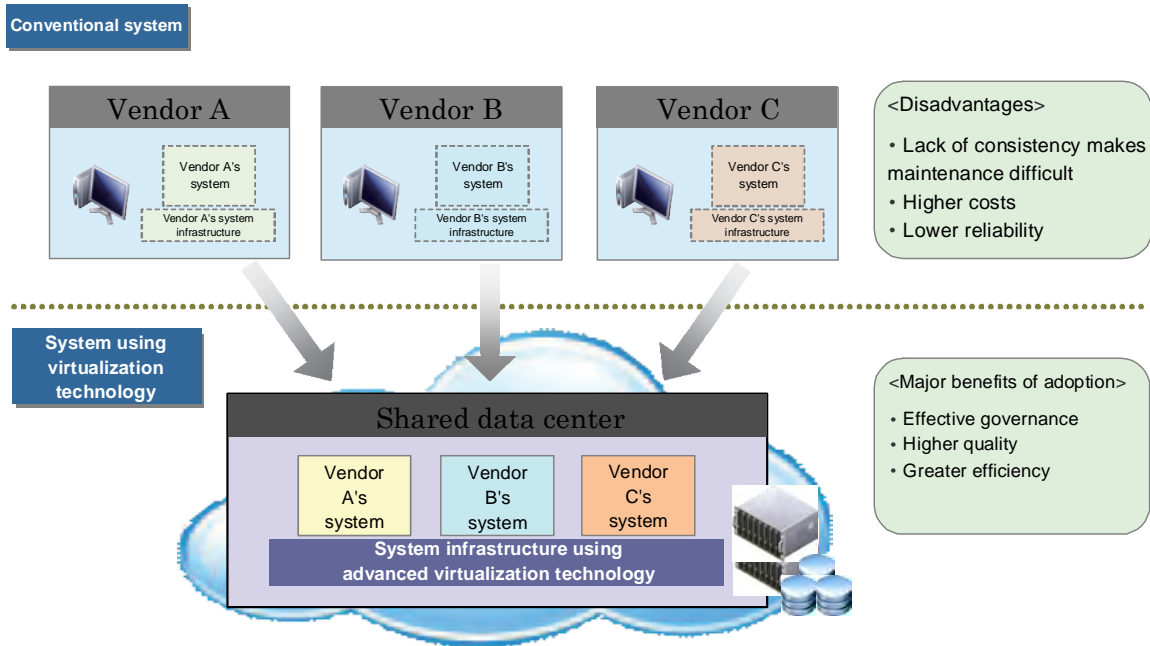 Conventional system
Vendor A
Vendor A's
system
Vendor A's system
infrastructure
Vendor B
Vendor B's
system
Vendor B's system
infrastructure
Vendor C
Vendor C's
system
Vendor C's system
infrastructure
<Disadvantages>
• Lack of consistency makes
maintenance difficult
• Higher costs
• Lower reliability
System using
virtualization
technology
Shared data center
Vendor
A's
system
Vendor
B's
system
Vendor
C's
system
System infrastructure using
advanced virtualization technology
<Major benefits of adoption>
• Effective governance
• Higher quality
• Greater efficiency